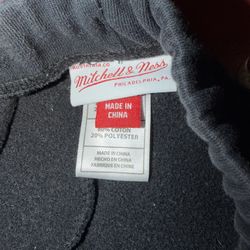 Mitchell & Ness
PHILADELPHIA, PA.
MADE IN
CHINA
80% COTTON
20% POLYESTER
MADE IN CHINA
HECHO EN CHINA
FABRIQUÉ EN CHINE